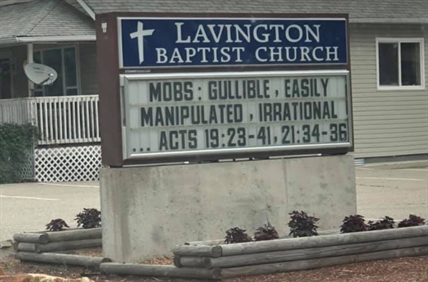 LAVINGTON
BAPTIST CHURCH
MOBS: GULLIBLE, EASILY
MANIPULATED, IRRATIONAL
.. ACTS 19:23-41, 21:34-36